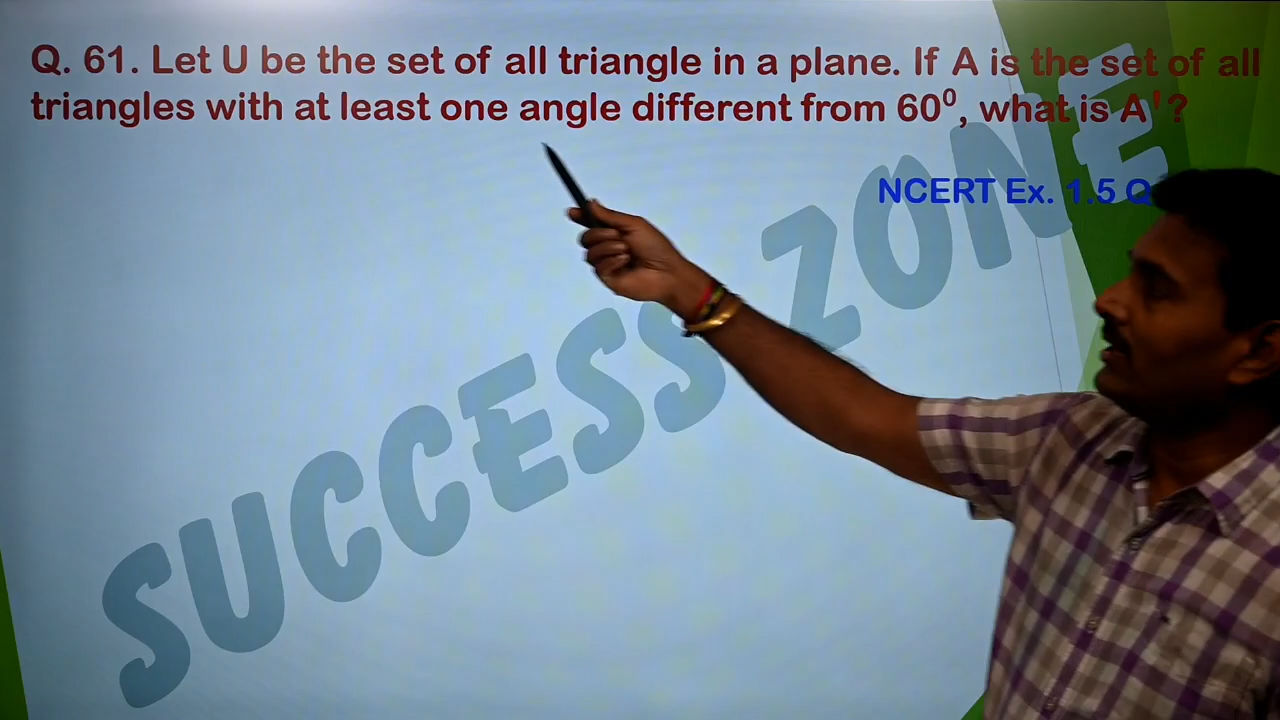 Q. 61. Let U be the set of all triangle in a plane. If A is the set of all
triangles with at least one angle different from 60⁰, what is A'?
NCERT Ex. 1.5 Q
SUCCESS ZONE